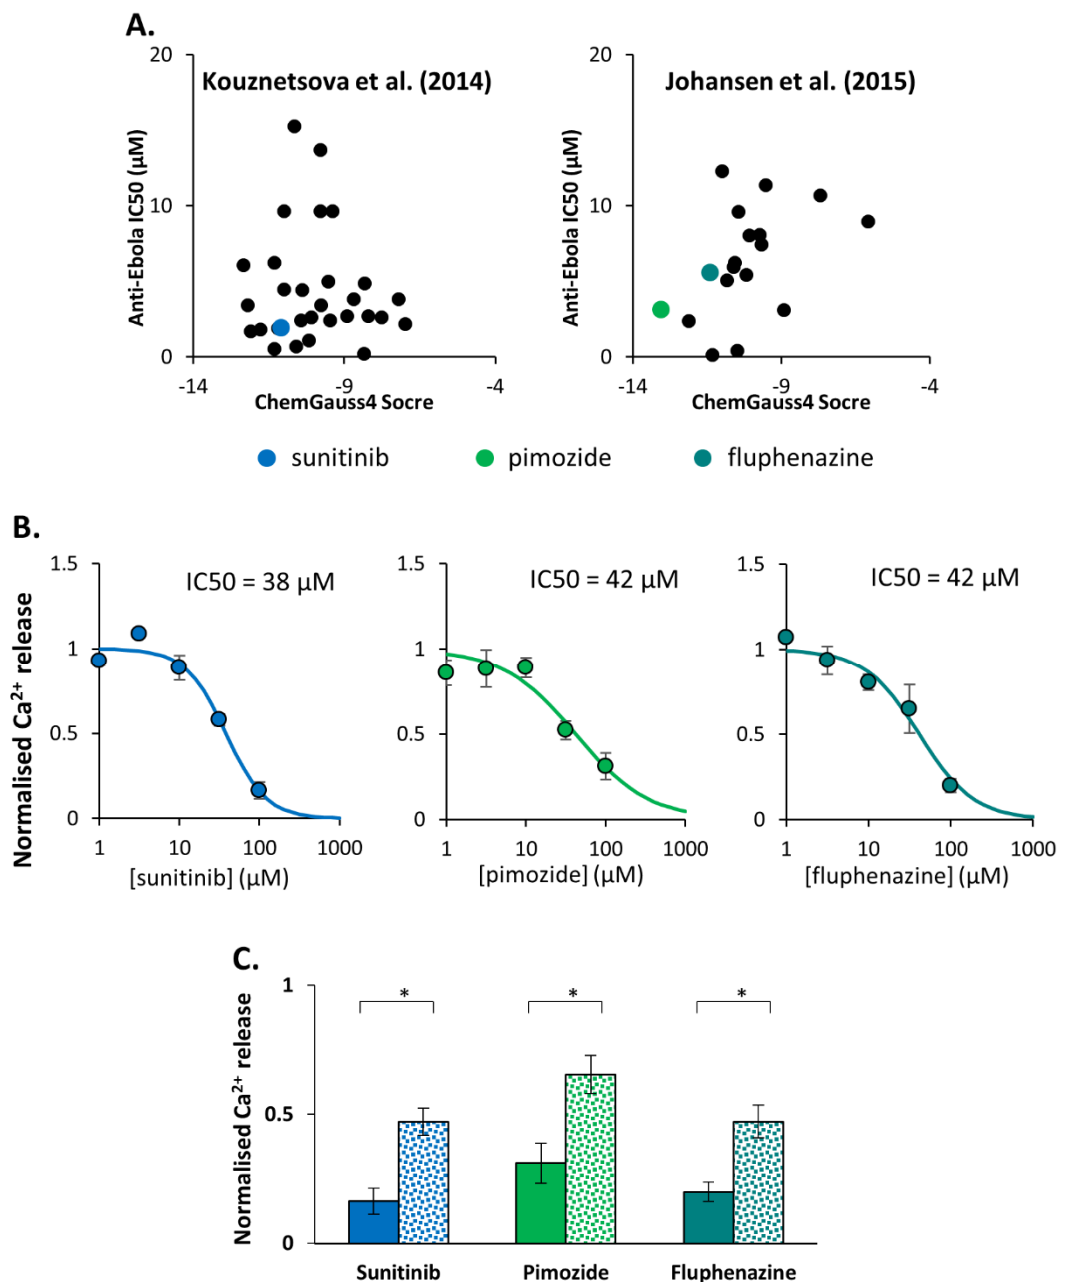 A.
Kouznetsova et al. (2014)
Anti-Ebola IC50 (µM)
20
10
0
-14
-9
-4
ChemGauss4 Socre
Johansen et al. (2015)
Anti-Ebola IC50 (µM)
20
10
0
-14
-9
-4
ChemGauss4 Socre
sunitinib
pimozide
fluphenazine
B.
Normalised Ca²⁺ release
1.5
1
0.5
0
IC50 = 38 µM
1 10 100 1000
[sunitinib] (µM)
1.5
1
0.5
0
IC50 = 42 µM
1 10 100 1000
[pimozide] (µM)
1.5
1
0.5
0
IC50 = 42 µM
1 10 100 1000
[fluphenazine] (µM)
C.
Normalised Ca²⁺ release
1
0.5
0
* * *
Sunitinib Pimozide Fluphenazine